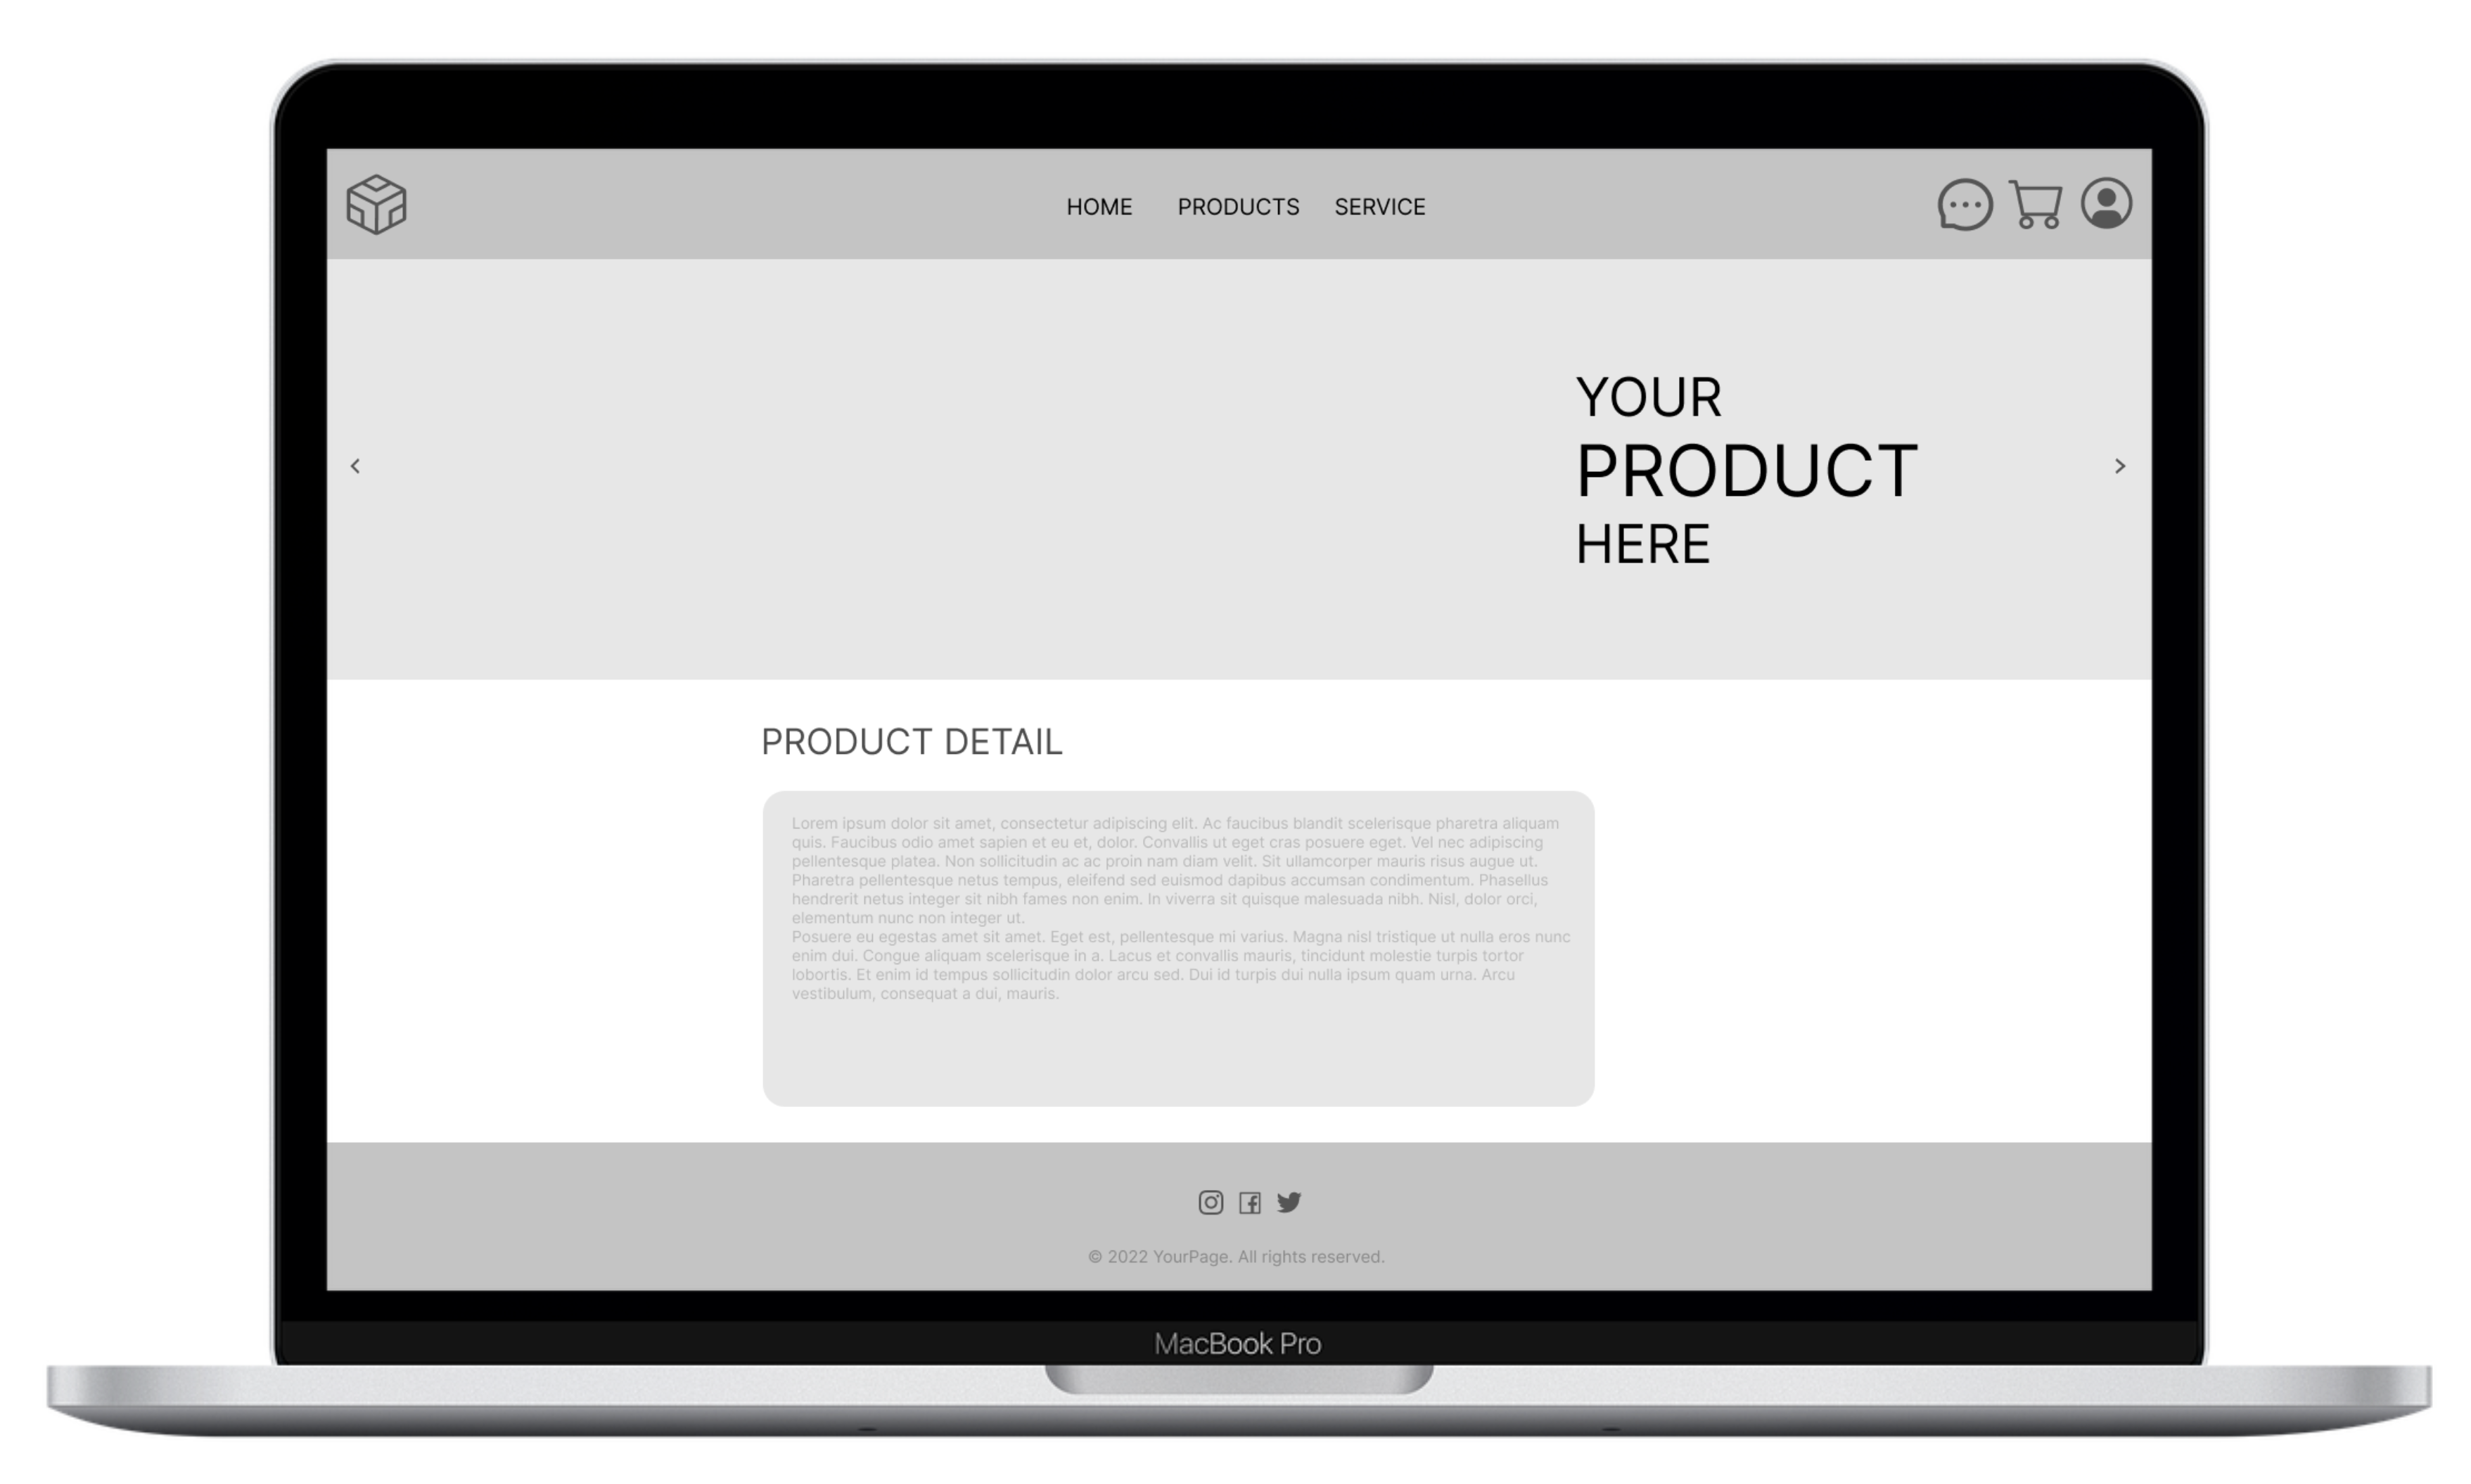 HOME PRODUCTS SERVICE
YOUR
PRODUCT
HERE
PRODUCT DETAIL
Lorem ipsum dolor sit amet, consectetur adipiscing elit. Ac faucibus blandit scelerisque pharetra aliquam
quis. Faucibus odio amet sapien et eu et, dolor. Convallis ut eget cras posuere eget. Vel nec adipiscing
pellentesque platea. Non sollicitudin ac ac proin nam diam velit. Sit ullamcorper mauris risus augue ut.
Pharetra pellentesque netus tempus, eleifend sed euismod dapibus accumsan condimentum. Phasellus
hendrerit netus integer sit nibh fames non enim. In viverra sit quisque malesuada nibh. Nisl, dolor orci,
elementum nunc non integer ut.
Posuere eu egestas amet sit amet. Eget est, pellentesque mi varius. Magna nisl tristique ut nulla eros nunc
enim dui. Congue aliquam scelerisque in a. Lacus et convallis mauris, tincidunt molestie turpis tortor
lobortis. Et enim id tempus sollicitudin dolor arcu sed. Dui id turpis dui nulla ipsum quam urna. Arcu
vestibulum, consequat a dui, mauris.
© 2022 YourPage. All rights reserved.
MacBook Pro